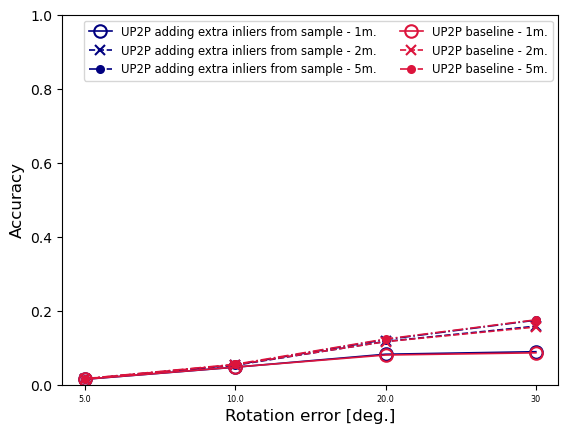 1.0
0.8
0.6
0.4
0.2
0.0
Accuracy
UP2P adding extra inliers from sample - 1m.
UP2P adding extra inliers from sample - 2m.
UP2P adding extra inliers from sample - 5m.
UP2P baseline - 1m.
UP2P baseline - 2m.
UP2P baseline - 5m.
5.0 10.0 20.0 30
Rotation error [deg.]